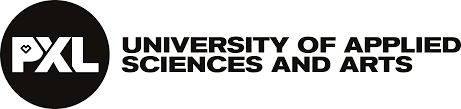 PXL
UNIVERSITY OF APPLIED
SCIENCES AND ARTS